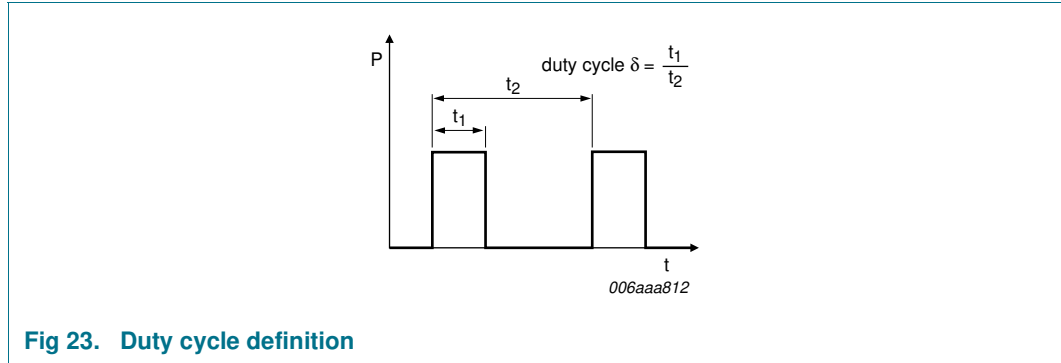 P
duty cycle δ = t1
t2
t2
t1
t
006aaa812
Fig 23. Duty cycle definition